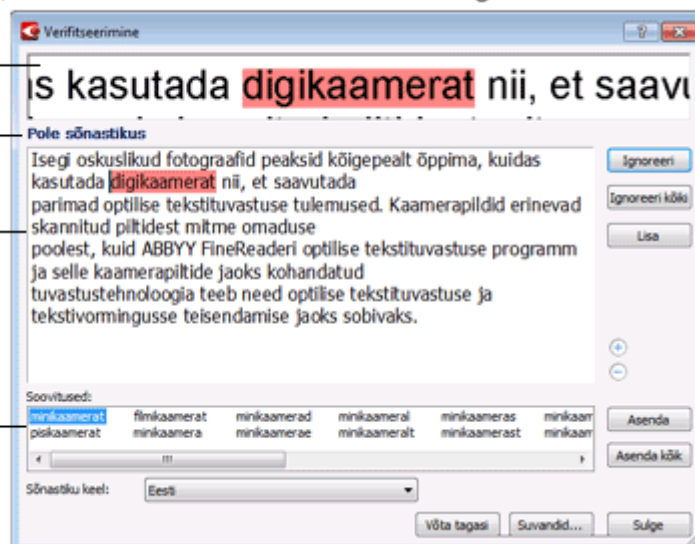 Verifitseerimine
ıs kasutada digikaamerat nii, et saavu
Pole sõnastikus
Isegi oskuslikud fotograafid peaksid kõigepealt õppima, kuidas
kasutada digikaamerat nii, et saavutada
parimad optilise tekstituvastuse tulemused. Kaamerapildid erinevad
skannitud piltidest mitme omaduse
poolest, kuid ABBYY FineReaderi optilise tekstituvastuse programm
ja selle kaamerapiltide jaoks kohandatud
tuvastustehnoloogia teeb need optilise tekstituvastuse ja
tekstivormingusse teisendamise jaoks sobivaks.
Ignoreeri
Ignoreeri kõiki
Lisa
Soovitused:
minikaamerat filmikaamerat minikaamerad minikaameral minikaameras minikaam
pisikaamerat minikaamera minikaamerae minikaameralt minikaamerast minikaam
Asenda
Asenda kõik
Sõnastiku keel: Eesti
Võta tagasi Suvandid... Sulge